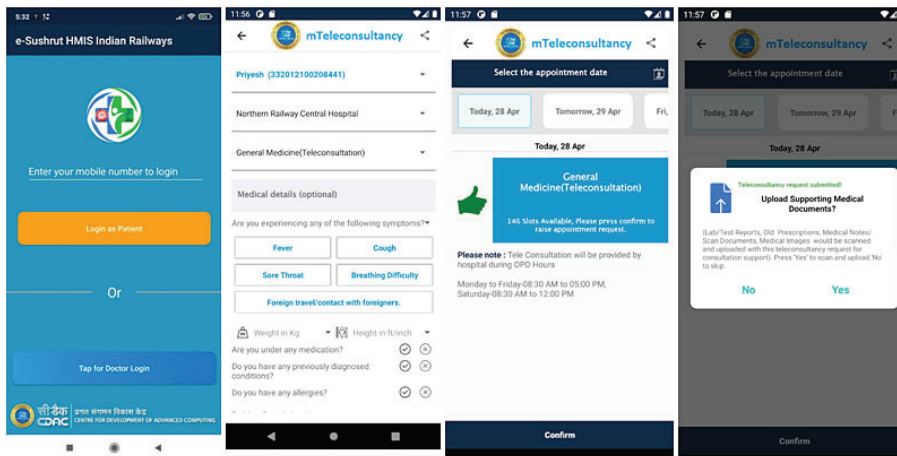 5:32
e-Sushrut HMIS Indian Railways
Enter your mobile number to login
Login as Patient
Or
Tap for Doctor Login
सीडैक
CDAC
प्रगत संगणन विकास केंद्र
CENTRE FOR DEVELOPMENT OF ADVANCED COMPUTING
11:56
mTeleconsultancy
Priyesh (332012100208441)
Northern Railway Central Hospital
General Medicine(Teleconsultation)
Medical details (optional)
Are you experiencing any of the following symptoms?
Fever
Cough
Sore Throat
Breathing Difficulty
Foreign travel/contact with foreigners.
Weight in Kg
Height in ft/inch
Are you under any medication?
Do you have any previously diagnosed
conditions?
Do you have any allergies?
11:57
mTeleconsultancy
Select the appointment date
Today, 28 Apr
Tomorrow, 29 Apr
Fri,
Today, 28 Apr
General
Medicine(Teleconsultation)
146 Slots Available, Please press confirm to
raise appointment request.
Please note : Tele Consultation will be provided by
hospital during OPD Hours
Monday to Friday-08:30 AM to 05:00 PM,
Saturday-08:30 AM to 12:00 PM
Confirm
11:57
mTeleconsultancy
Select the appointment date
Today, 28 Apr
Tomorrow, 29 Apr
F
Today, 28 Apr
Teleconsultancy request submitted!
Upload Supporting Medical
Documents?
(Lab/Test Reports, Old Prescriptions, Medical Notes/
Scan Documents, Medical Images would be scanned
and uploaded with this teleconsultancy request for
consultation support). Press 'Yes' to scan and upload 'No'
to skip.
No
Yes
Confirm